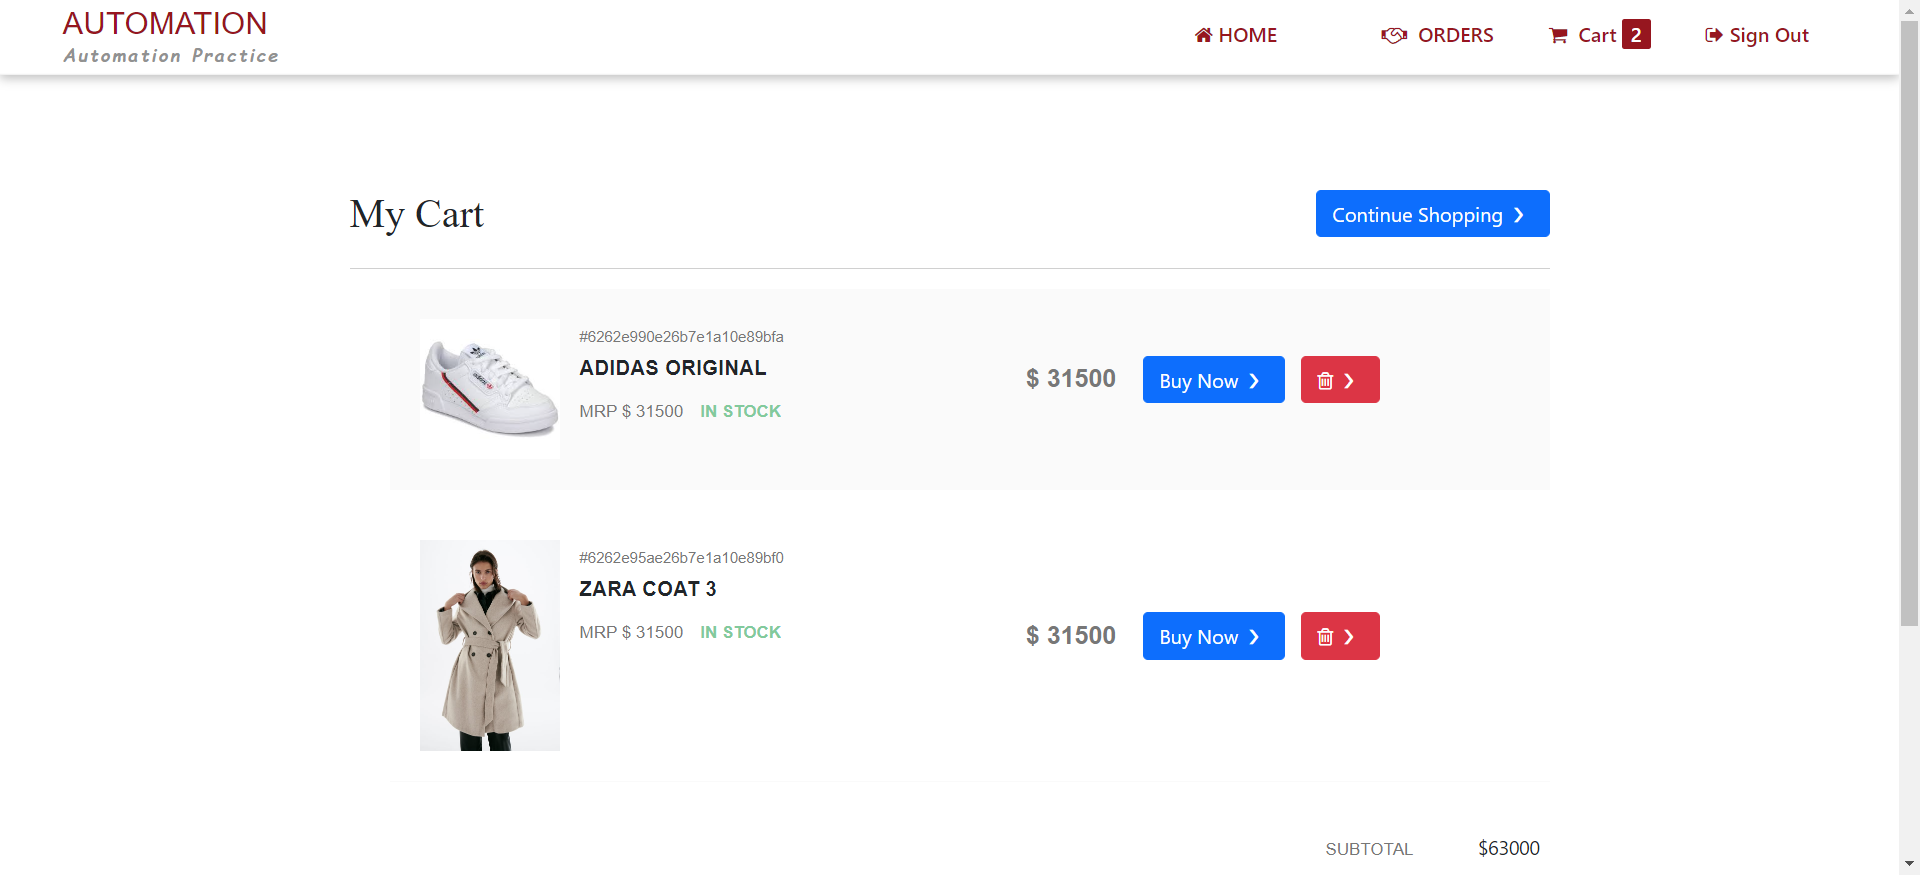 AUTOMATION
Automation Practice
HOME
ORDERS
Cart 2
Sign Out
My Cart
Continue Shopping ❯
#6262e990e26b7e1a10e89bfa
ADIDAS ORIGINAL
MRP $ 31500 IN STOCK
$ 31500
Buy Now ❯
❯
#6262e95ae26b7e1a10e89bf0
ZARA COAT 3
MRP $ 31500 IN STOCK
$ 31500
Buy Now ❯
❯
SUBTOTAL $63000